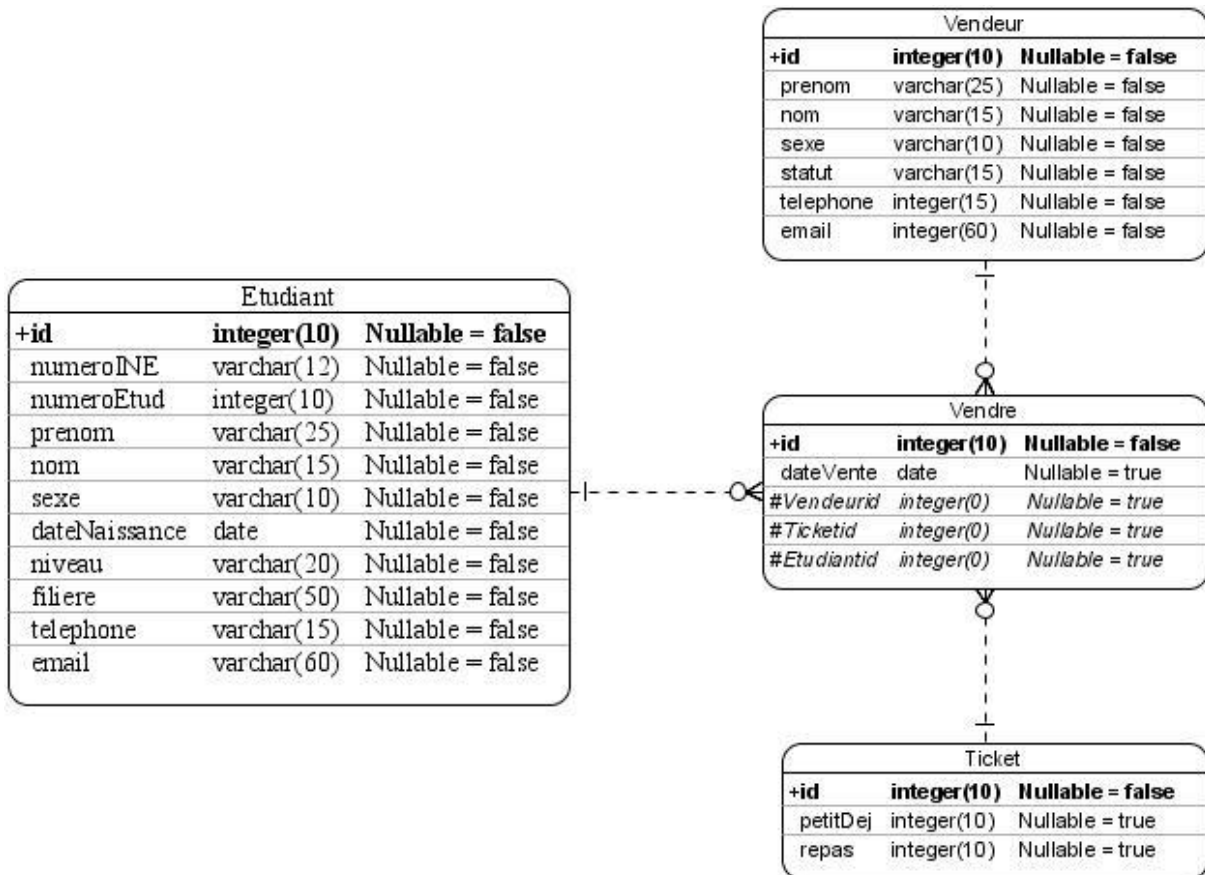 Vendeur
+id integer(10) Nullable = false
prenom varchar(25) Nullable = false
nom varchar(15) Nullable = false
sexe varchar(10) Nullable = false
statut varchar(15) Nullable = false
telephone integer(15) Nullable = false
email integer(60) Nullable = false
Etudiant
+id integer(10) Nullable = false
numeroINE varchar(12) Nullable = false
numeroEtud integer(10) Nullable = false
prenom varchar(25) Nullable = false
nom varchar(15) Nullable = false
sexe varchar(10) Nullable = false
dateNaissance date Nullable = false
niveau varchar(20) Nullable = false
filiere varchar(50) Nullable = false
telephone varchar(15) Nullable = false
email varchar(60) Nullable = false
Vendre
+id integer(10) Nullable = false
dateVente date Nullable = true
#Vendeurid integer(0) Nullable = true
#Ticketid integer(0) Nullable = true
#Etudiantid integer(0) Nullable = true
Ticket
+id integer(10) Nullable = false
petitDej integer(10) Nullable = true
repas integer(10) Nullable = true